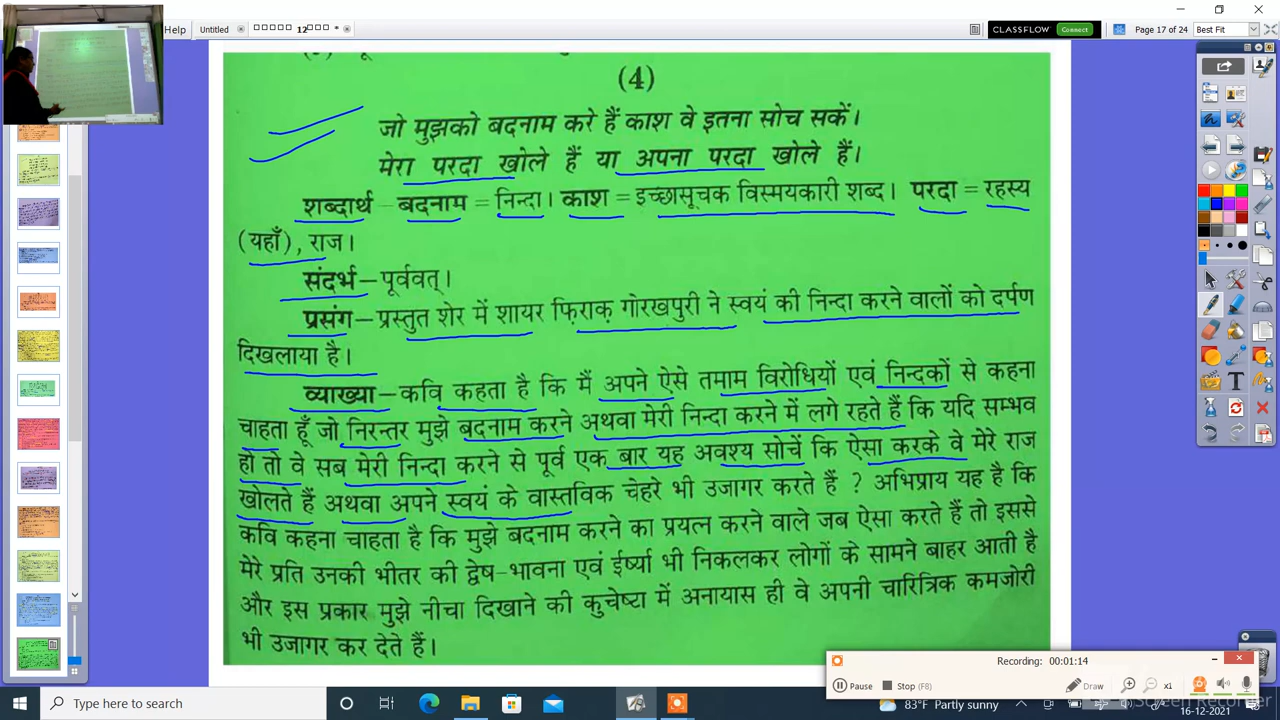 Help Untitled 12
CLASSFLOW Connect Page 17 of 24 Best Fit
(4)
जो मुझको बदनाम करे हैं काश वे इतना सोच सकें।
मेरा परदा खोले हैं या अपना परदा खोले हैं।
शब्दार्थ – बदनाम = निन्दा। काश = इच्छासूचक विस्मयकारी शब्द। परदा = रहस्य
(यहाँ), राज।
संदर्भ – पूर्ववत्।
प्रसंग – प्रस्तुत शेर में शायर फ़िराक़ गोरखपुरी ने स्वयं की निन्दा करने वालों को दर्पण
दिखलाया है।
व्याख्या – कवि कहता है कि मैं अपने ऐसे तमाम विरोधियों एवं निन्दकों से कहना
चाहता हूँ जो निरन्तर मुझे बदनाम करने अथवा मेरी निन्दा करने में लगे रहते हैं कि यदि सम्भव
हो तो वे सब मेरी निन्दा करने से पूर्व एक बार यह अवश्य सोचें कि ऐसा करके वे मेरे राज
खोलते हैं अथवा अपने स्वयं के वास्तविक चेहरे भी उजागर करते हैं ? अभिप्राय यह है कि
कवि कहना चाहता है कि मुझे बदनाम करने का प्रयत्न करने वाले जब ऐसा करते हैं तो इससे
मेरे प्रति उनकी भीतर की द्वेष-भावना एवं ईर्ष्या भी निकलकर लोगों के सामने बाहर आती है
और इस प्रकार मुझे नीचा दिखाने की कुचेष्टा में अनायास ही वे अपनी चारित्रिक कमजोरी
भी उजागर कर देते हैं।
Recording: 00:01:14
Pause Stop (F8) Draw x1
Type here to search 83°F Partly sunny
16-12-2021